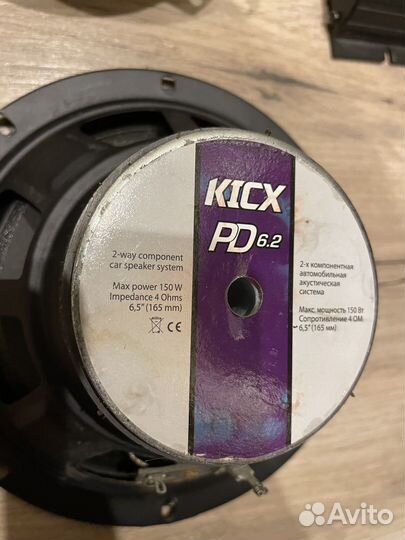 KICX
PD 6.2
2-way component
car speaker system
Max power 150 W
Impedance 4 Ohms
6,5" (165 mm)
CE
2-х компонентная
автомобильная
акустическая
система
Макс. мощность 150 Вт
Сопротивление 4 ОМ
6,5" (165 мм)
Avito